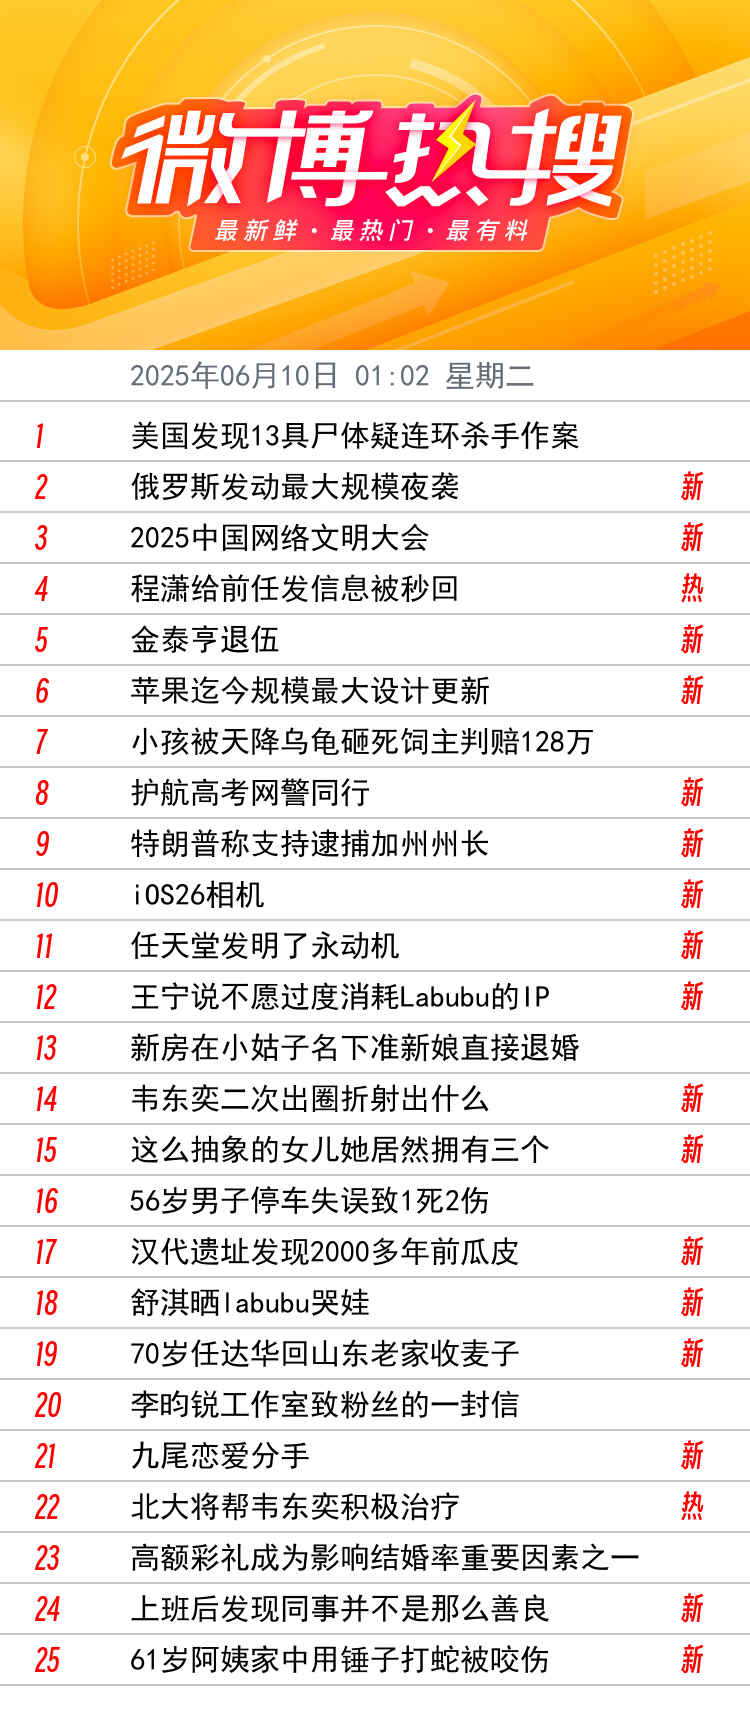 微博热搜
最新鲜·最热门·最有料
2025年06月10日 01:02 星期二
1 美国发现13具尸体疑连环杀手作案
2 俄罗斯发动最大规模夜袭 新
3 2025中国网络文明大会 新
4 程潇给前任发信息被秒回 热
5 金泰亨退伍 新
6 苹果迄今规模最大设计更新 新
7 小孩被天降乌龟砸死饲主判赔128万
8 护航高考网警同行 新
9 特朗普称支持逮捕加州州长 新
10 iOS26相机 新
11 任天堂发明了永动机 新
12 王宁说不愿过度消耗Labubu的IP 新
13 新房在小姑子名下准新娘直接退婚
14 韦东奕二次出圈折射出什么 新
15 这么抽象的女儿她居然拥有三个 新
16 56岁男子停车失误致1死2伤
17 汉代遗址发现2000多年前瓜皮 新
18 舒淇晒labubu哭娃 新
19 70岁任达华回山东老家收麦子 新
20 李昀锐工作室致粉丝的一封信
21 九尾恋爱分手 新
22 北大将帮韦东奕积极治疗 热
23 高额彩礼成为影响结婚率重要因素之一
24 上班后发现同事并不是那么善良 新
25 61岁阿姨家中用锤子打蛇被咬伤 新